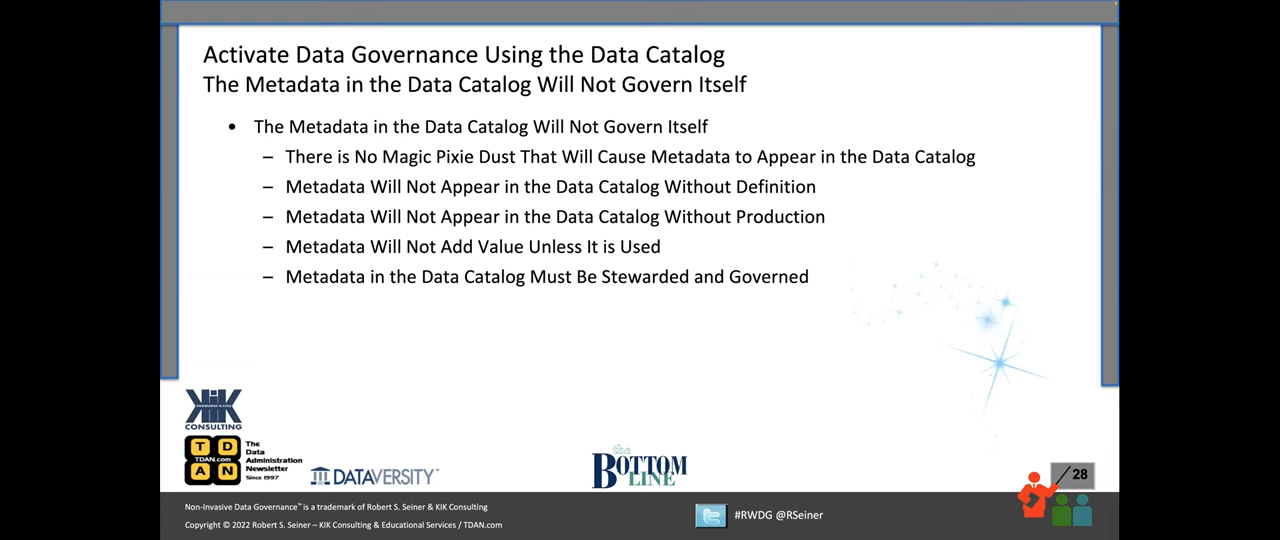 Activate Data Governance Using the Data Catalog
The Metadata in the Data Catalog Will Not Govern Itself
• The Metadata in the Data Catalog Will Not Govern Itself
– There is No Magic Pixie Dust That Will Cause Metadata to Appear in the Data Catalog
– Metadata Will Not Appear in the Data Catalog Without Definition
– Metadata Will Not Appear in the Data Catalog Without Production
– Metadata Will Not Add Value Unless It is Used
– Metadata in the Data Catalog Must Be Stewarded and Governed
KIK
KNOWLEDGE IS KING
CONSULTING
T D
TDAN.com
A N
The
Data
Administration
Newsletter
Since 1997
DATAVERSITY™
the
BOTTOM
LINE
/ 28
Non-Invasive Data Governance™ is a trademark of Robert S. Seiner & KIK Consulting
Copyright © 2022 Robert S. Seiner – KIK Consulting & Educational Services / TDAN.com
#RWDG @RSeiner